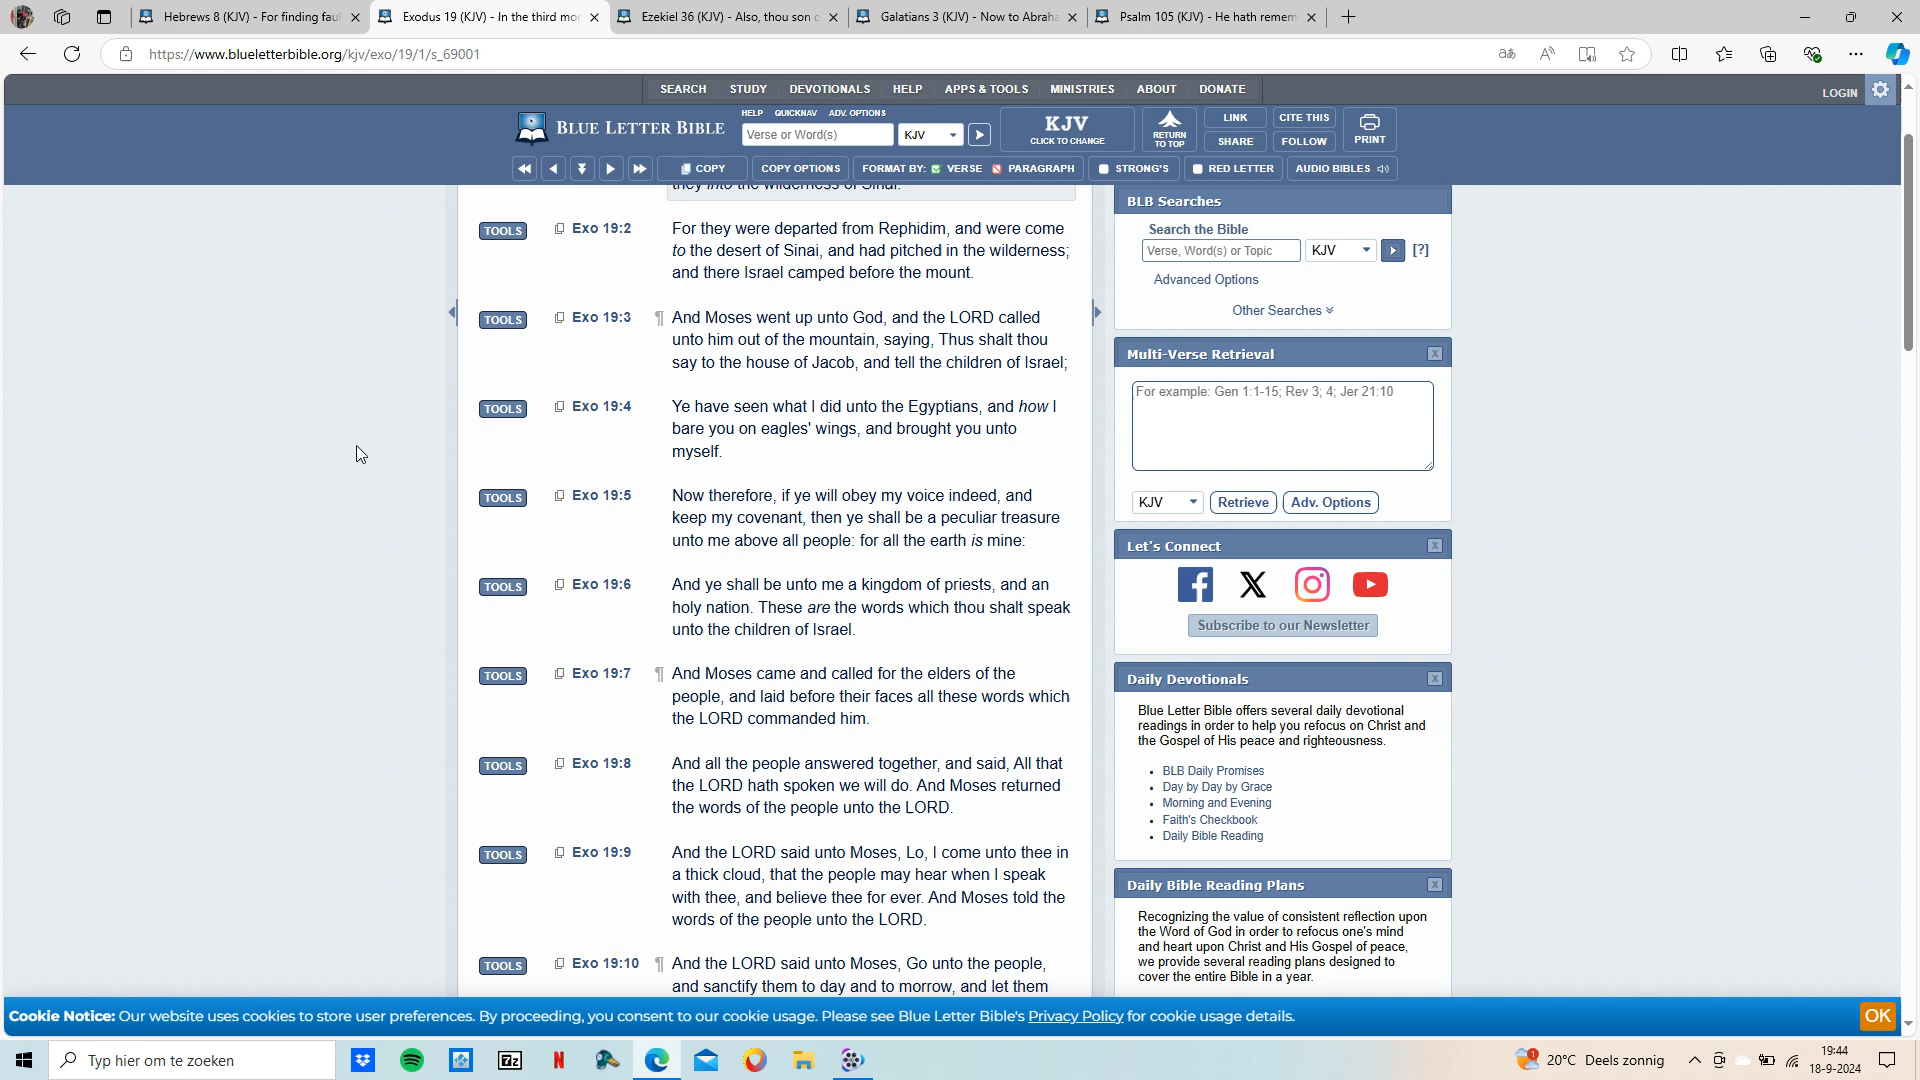 Hebrews 8 (KJV) - For finding faul
Exodus 19 (KJV) - In the third mo
Ezekiel 36 (KJV) - Also, thou son o
Galatians 3 (KJV) - Now to Abraha
Psalm 105 (KJV) - He hath remem
https://www.blueletterbible.org/kjv/exo/19/1/s_69001
SEARCH STUDY DEVOTIONALS HELP APPS & TOOLS MINISTRIES ABOUT DONATE
LOGIN
HELP QUICKNAV ADV. OPTIONS
BLUE LETTER BIBLE
Verse or Word(s)
KJV
KJV
CLICK TO CHANGE
RETURN
TO TOP
LINK
CITE THIS
SHARE
FOLLOW
PRINT
COPY
COPY OPTIONS
FORMAT BY: VERSE PARAGRAPH
STRONG'S
RED LETTER
AUDIO BIBLES
they into the wilderness of Sinai.
TOOLS Exo 19:2 For they were departed from Rephidim, and were come
to the desert of Sinai, and had pitched in the wilderness;
and there Israel camped before the mount.
TOOLS Exo 19:3 ¶ And Moses went up unto God, and the LORD called
unto him out of the mountain, saying, Thus shalt thou
say to the house of Jacob, and tell the children of Israel;
TOOLS Exo 19:4 Ye have seen what I did unto the Egyptians, and how I
bare you on eagles' wings, and brought you unto
myself.
TOOLS Exo 19:5 Now therefore, if ye will obey my voice indeed, and
keep my covenant, then ye shall be a peculiar treasure
unto me above all people: for all the earth is mine:
TOOLS Exo 19:6 And ye shall be unto me a kingdom of priests, and an
holy nation. These are the words which thou shalt speak
unto the children of Israel.
TOOLS Exo 19:7 ¶ And Moses came and called for the elders of the
people, and laid before their faces all these words which
the LORD commanded him.
TOOLS Exo 19:8 And all the people answered together, and said, All that
the LORD hath spoken we will do. And Moses returned
the words of the people unto the LORD.
TOOLS Exo 19:9 And the LORD said unto Moses, Lo, I come unto thee in
a thick cloud, that the people may hear when I speak
with thee, and believe thee for ever. And Moses told the
words of the people unto the LORD.
TOOLS Exo 19:10 ¶ And the LORD said unto Moses, Go unto the people,
and sanctify them to day and to morrow, and let them
BLB Searches
Search the Bible
Verse, Word(s) or Topic
KJV
[?]
Advanced Options
Other Searches
Multi-Verse Retrieval
x
For example: Gen 1:1-15; Rev 3; 4; Jer 21:10
KJV
Retrieve
Adv. Options
Let's Connect
x
Subscribe to our Newsletter
Daily Devotionals
x
Blue Letter Bible offers several daily devotional
readings in order to help you refocus on Christ and
the Gospel of His peace and righteousness.
• BLB Daily Promises
• Day by Day by Grace
• Morning and Evening
• Faith's Checkbook
• Daily Bible Reading
Daily Bible Reading Plans
x
Recognizing the value of consistent reflection upon
the Word of God in order to refocus one's mind
and heart upon Christ and His Gospel of peace,
we provide several reading plans designed to
cover the entire Bible in a year.
Cookie Notice: Our website uses cookies to store user preferences. By proceeding, you consent to our cookie usage. Please see Blue Letter Bible's Privacy Policy for cookie usage details.
OK
Typ hier om te zoeken
7z
N
1
20°C Deels zonnig
19:44
18-9-2024